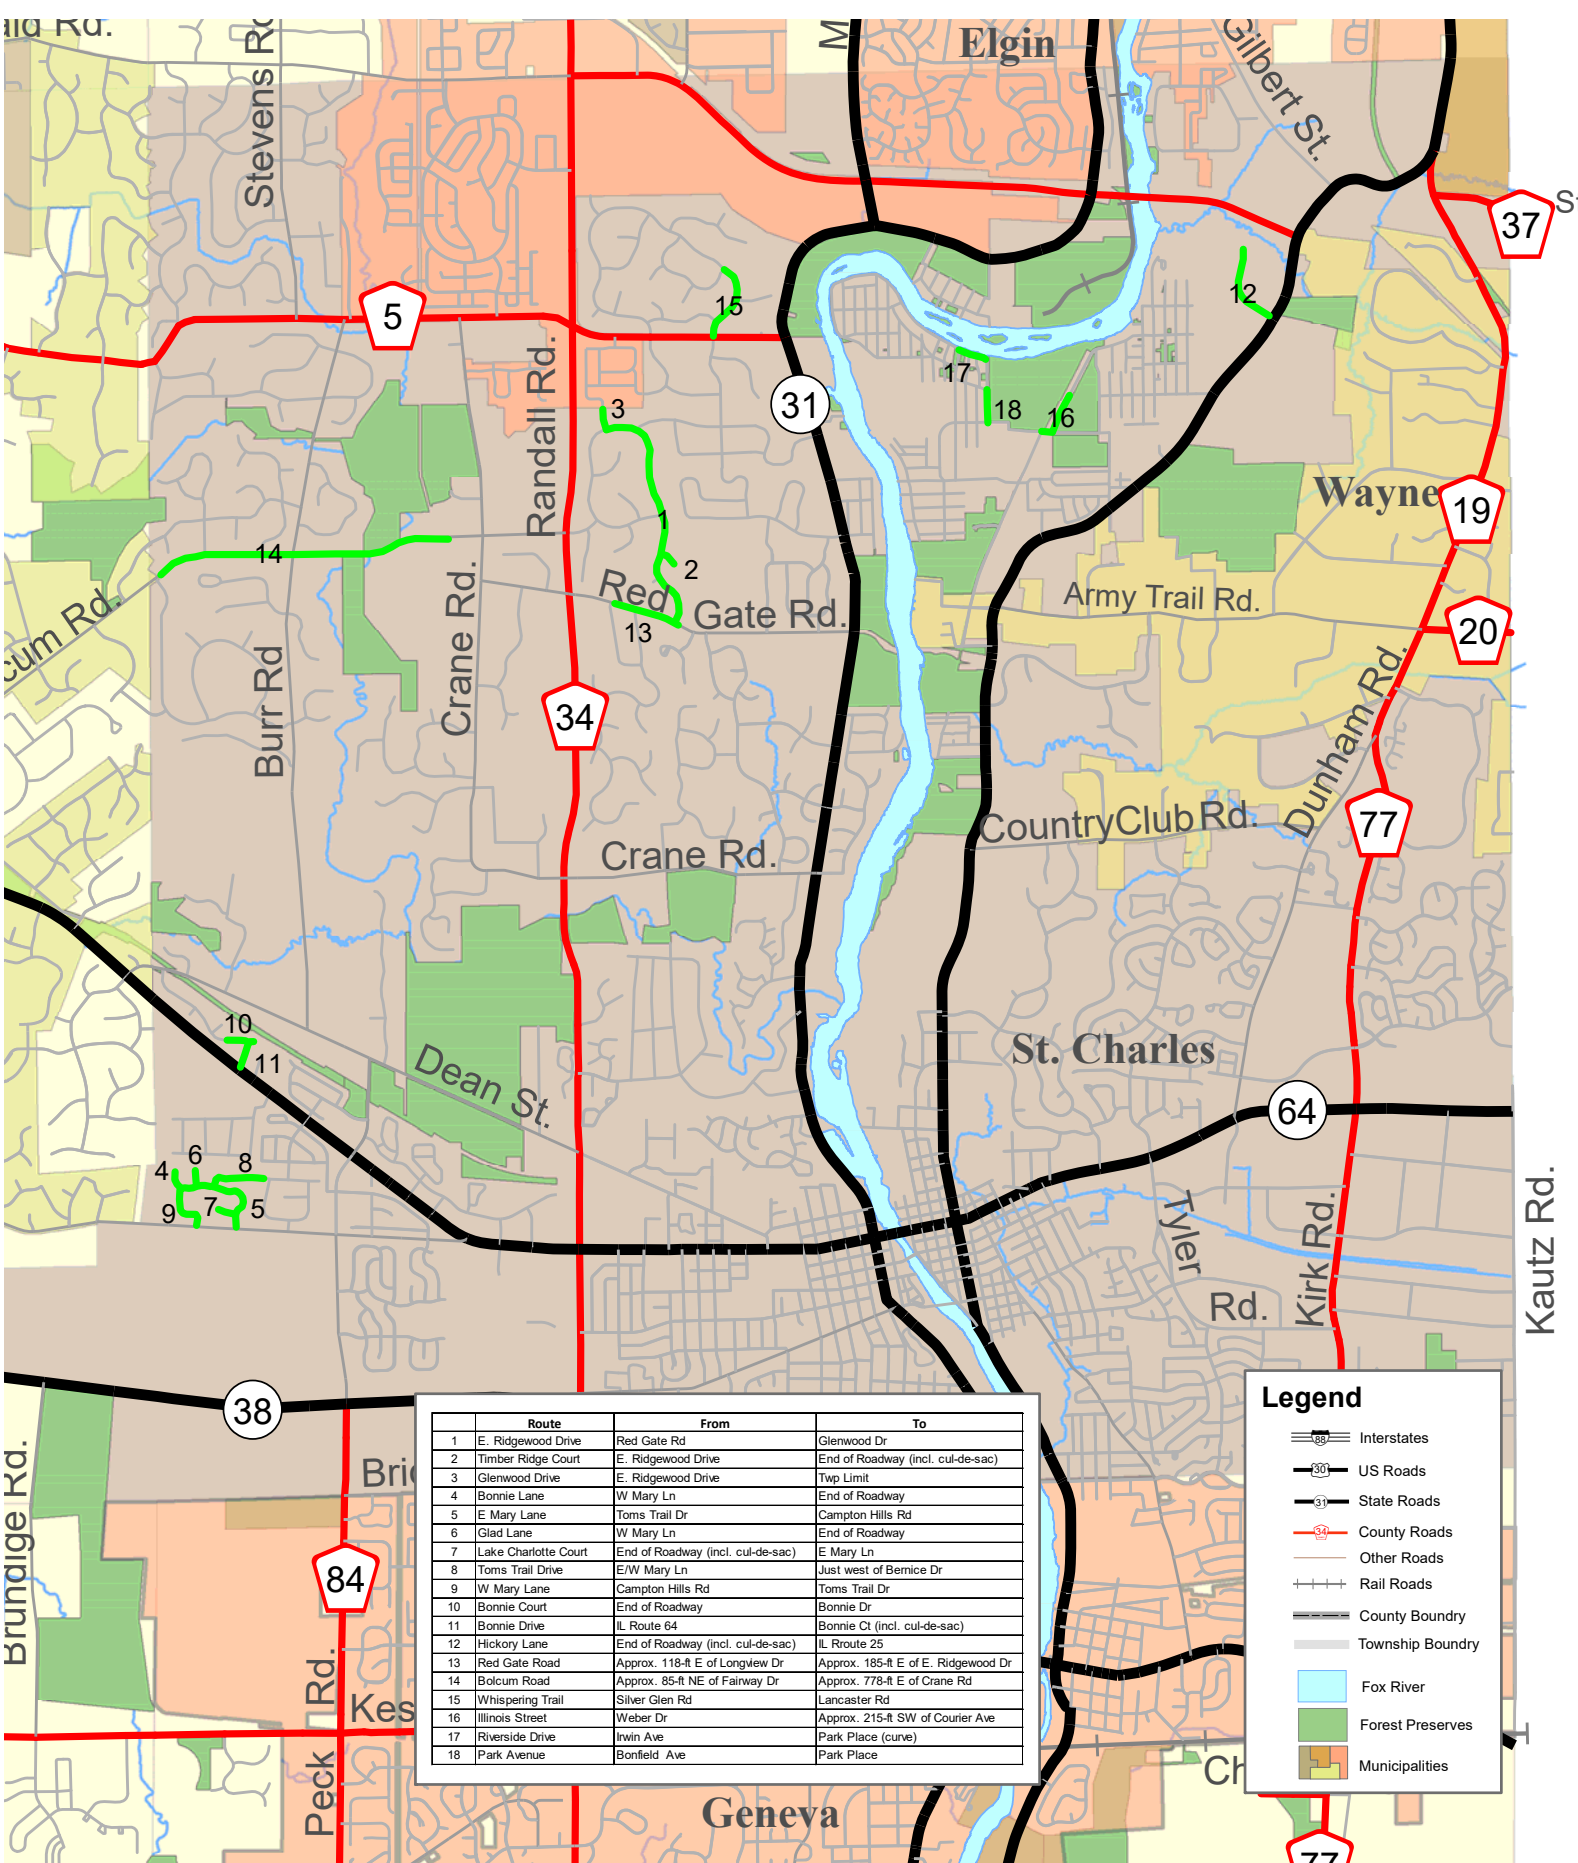 Elgin
Gilbert St.
Stevens
37
5
15
12
Randall Rd.
3
31
17
18
16
Wayne
19
14
1
2
Red Gate Rd.
13
Army Trail Rd.
20
cum Rd.
Crane Rd.
Burr Rd
34
Dunham Rd.
CountryClub Rd.
77
Crane Rd.
10
11
Dean St.
St. Charles
64
4
6
8
9
7
5
Tyler
Rd.
Kirk Rd.
Kautz Rd.
38
Brundige Rd.
84
Peck Rd.
Kes
Peck
Geneva
77
Route From To
1 E. Ridgewood Drive Red Gate Rd Glenwood Dr
2 Timber Ridge Court E. Ridgewood Drive End of Roadway (incl. cul-de-sac)
3 Glenwood Drive E. Ridgewood Drive Twp Limit
4 Bonnie Lane W Mary Ln End of Roadway
5 E Mary Lane Toms Trail Dr Campton Hills Rd
6 Glad Lane W Mary Ln End of Roadway
7 Lake Charlotte Court End of Roadway (incl. cul-de-sac) E Mary Ln
8 Toms Trail Drive E/W Mary Ln Just west of Bernice Dr
9 W Mary Lane Campton Hills Rd Toms Trail Dr
10 Bonnie Court End of Roadway Bonnie Dr
11 Bonnie Drive IL Route 64 Bonnie Ct (incl. cul-de-sac)
12 Hickory Lane End of Roadway (incl. cul-de-sac) IL Rroute 25
13 Red Gate Road Approx. 118-ft E of Longview Dr Approx. 185-ft E of E. Ridgewood Dr
14 Bolcum Road Approx. 85-ft NE of Fairway Dr Approx. 778-ft E of Crane Rd
15 Whispering Trail Silver Glen Rd Lancaster Rd
16 Illinois Street Weber Dr Approx. 215-ft SW of Courier Ave
17 Riverside Drive Irwin Ave Park Place (curve)
18 Park Avenue Bonfield Ave Park Place
Legend
88 Interstates
30 US Roads
31 State Roads
34 County Roads
Other Roads
Rail Roads
County Boundry
Township Boundry
Fox River
Forest Preserves
Municipalities